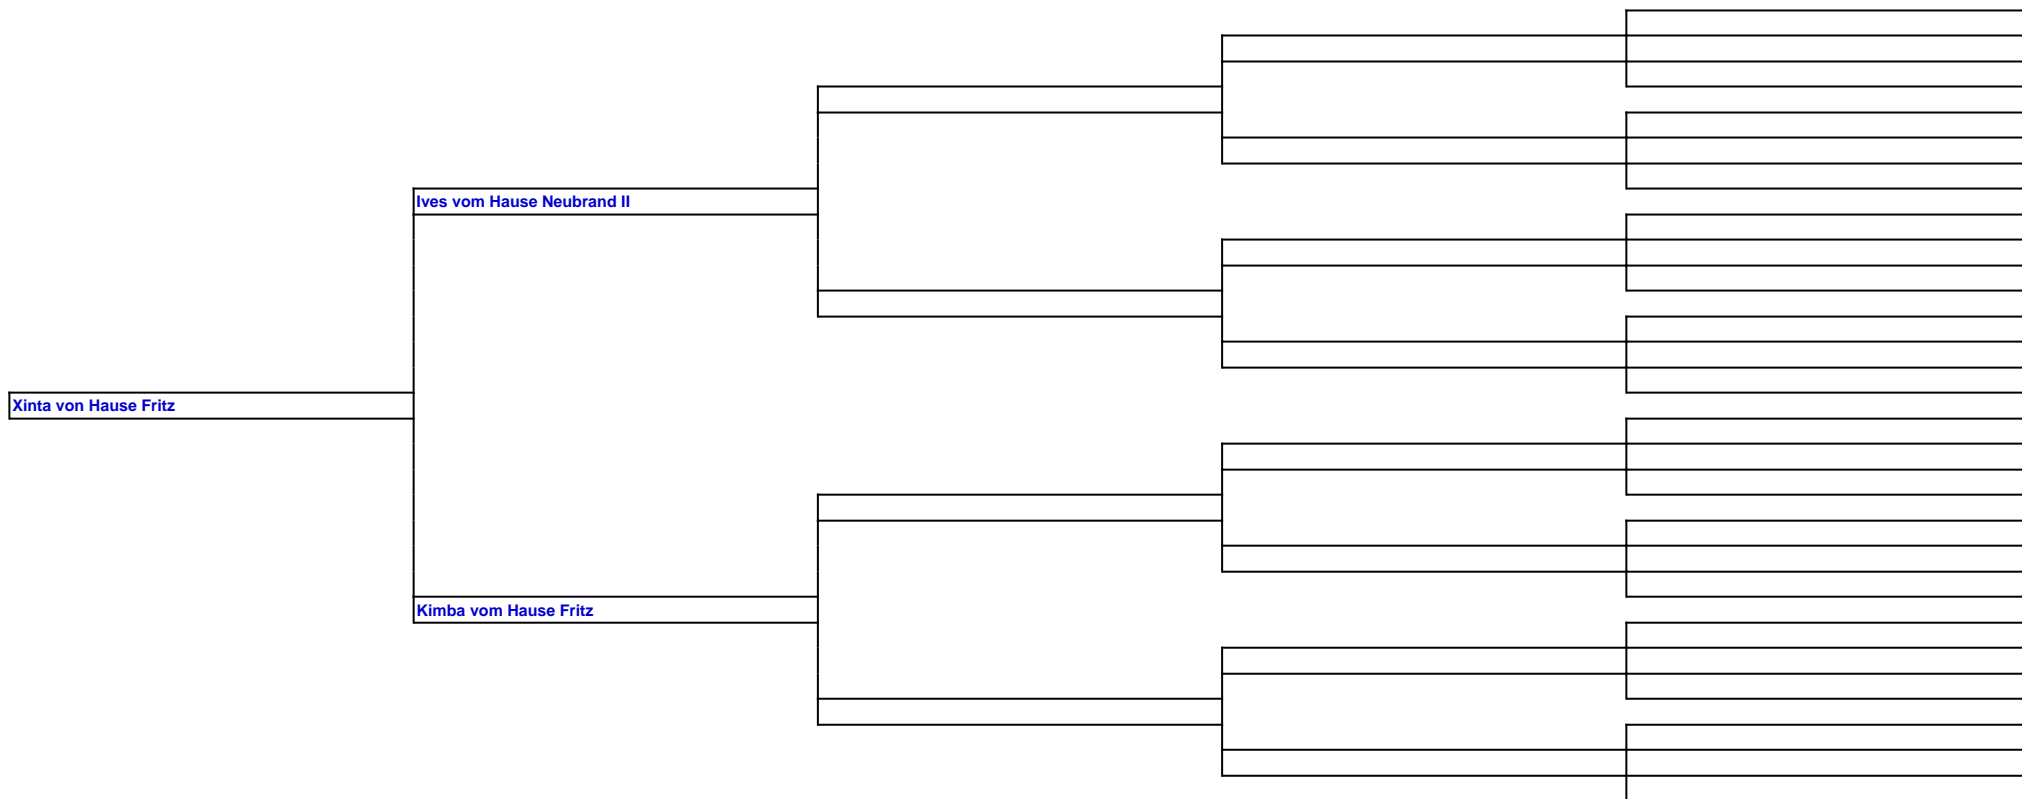 Ives vom Hause Neubrand II
Xinta von Hause Fritz
Kimba vom Hause Fritz